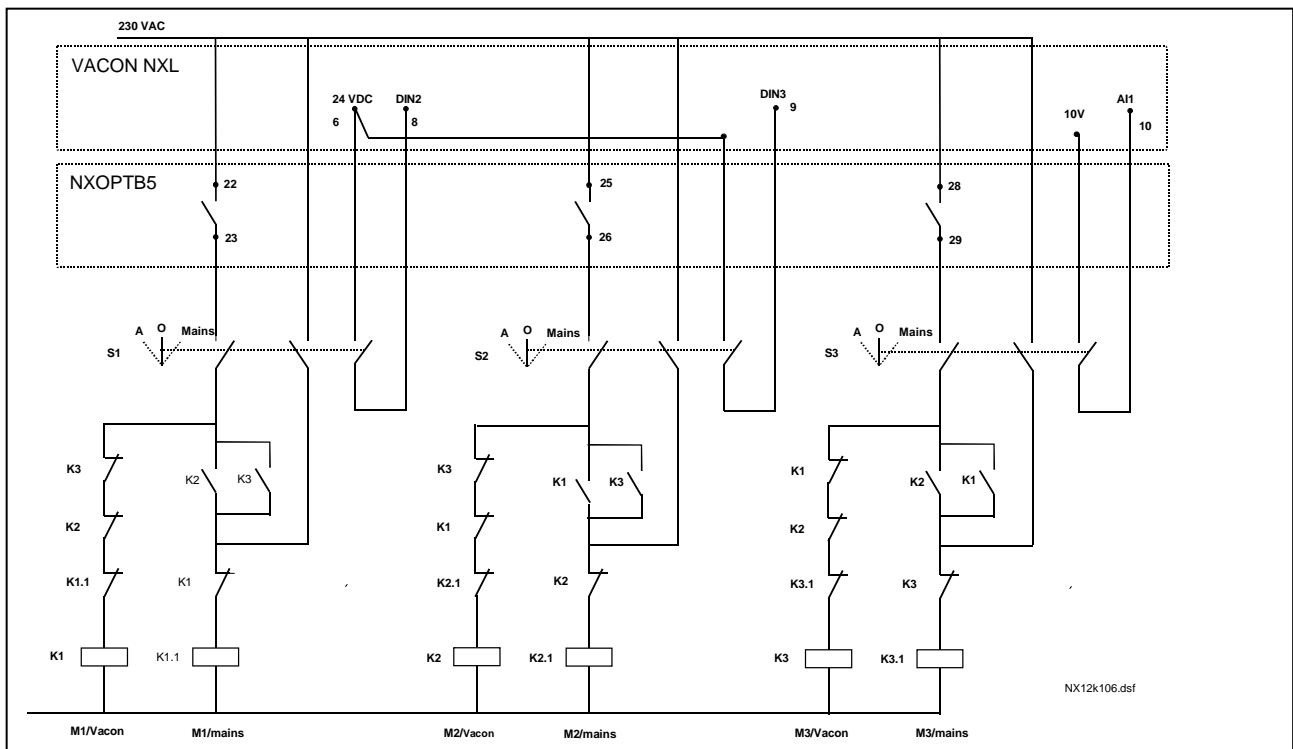 230 VAC
VACON NXL
24 VDC DIN2
6 8
DIN3
9
10V
AI1
10
NXOPTB5
22
23
25
26
28
29
A O Mains
S1
A O Mains
S2
A O Mains
S3
K3 K2 K3
K2
K1.1 K1
K1 K1.1
K3 K1 K3
K1
K2.1 K2
K2 K2.1
K1 K2 K1
K2
K3.1 K3
K3 K3.1
NX12k106.dsf
M1/Vacon M1/mains M2/Vacon M2/mains M3/Vacon M3/mains